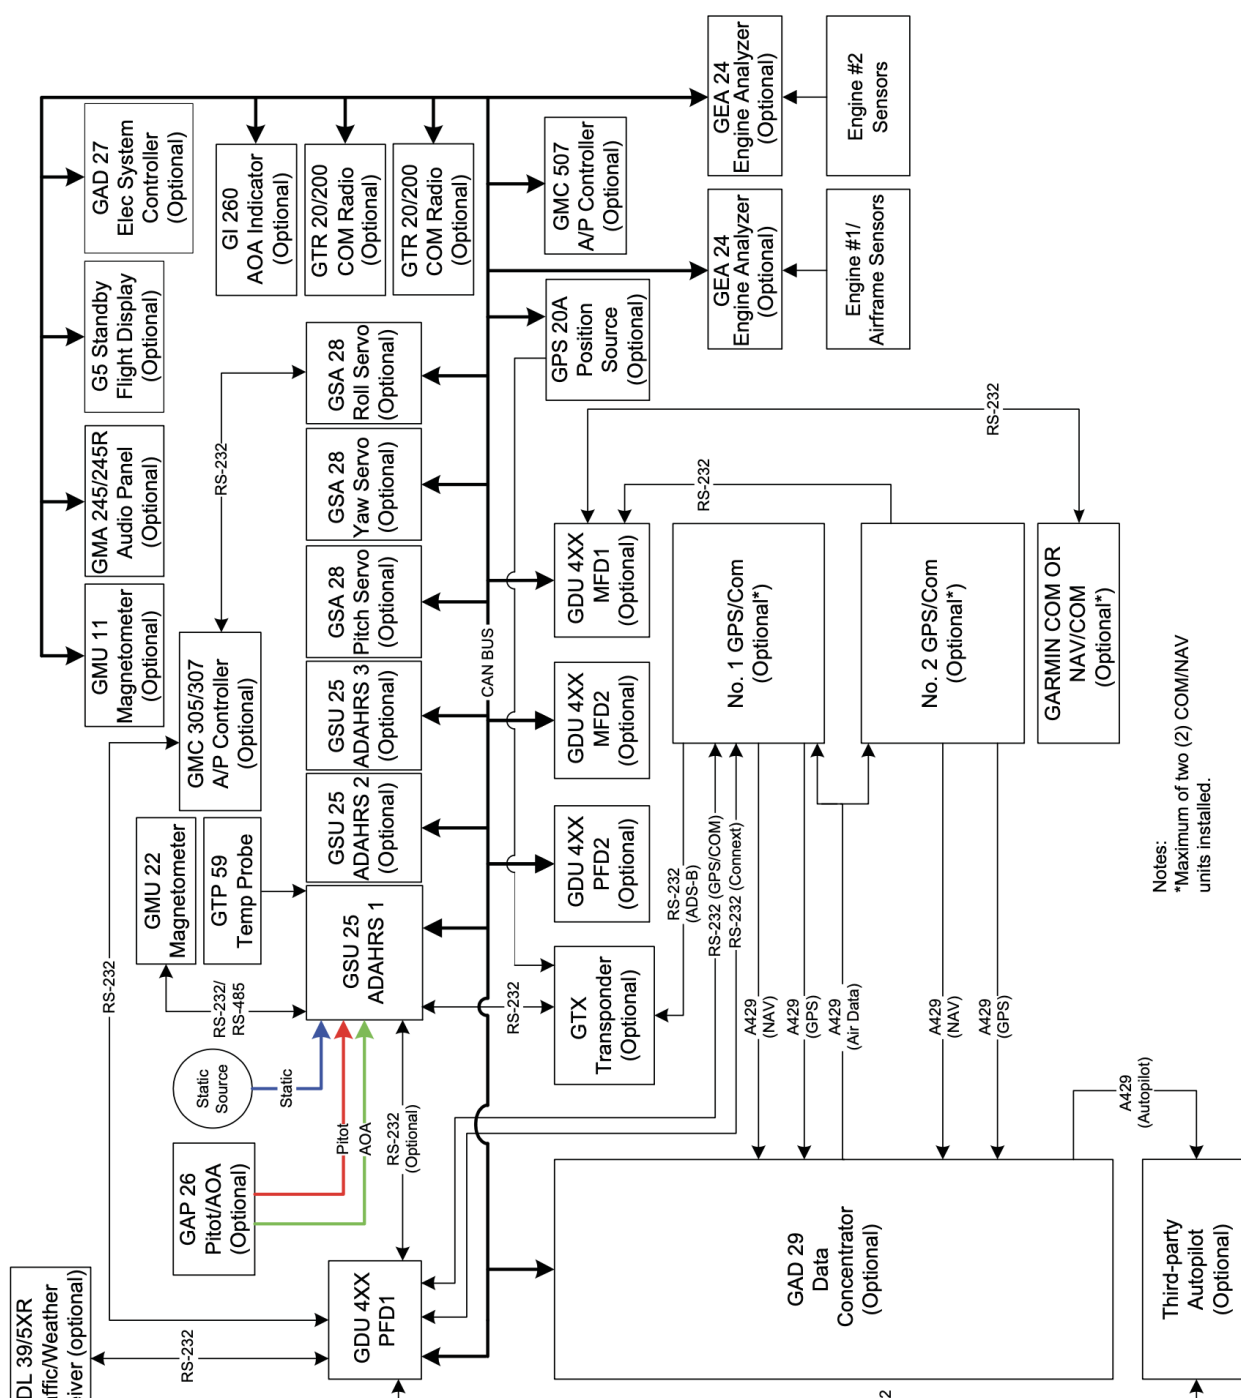 GEA 24
Engine Analyzer
(Optional)
Engine #2
Sensors
GAD 27
Elec System
Controller
(Optional)
GI 260
AOA Indicator
(Optional)
GTR 20/200
COM Radio
(Optional)
GTR 20/200
COM Radio
(Optional)
GMC 507
A/P Controller
(Optional)
GEA 24
Engine Analyzer
(Optional)
Engine #1/
Airframe Sensors
G5 Standby
Flight Display
(Optional)
GPS 20A
Position
Source
(Optional)
GSA 28
Roll Servo
(Optional)
RS-232
RS-232
GMA 245/245R
Audio Panel
(Optional)
RS-232
GSA 28
Yaw Servo
(Optional)
GMU 11
Magnetometer
(Optional)
GSA 28
Pitch Servo
(Optional)
GDU 4XX
MFD1
(Optional)
No. 1 GPS/Com
(Optional*)
No. 2 GPS/Com
(Optional*)
GARMIN COM OR
NAV/COM
(Optional*)
CAN BUS
GMC 305/307
A/P Controller
(Optional)
GSU 25
ADAHRS 3
(Optional)
GDU 4XX
MFD2
(Optional)
GSU 25
ADAHRS 2
(Optional)
GDU 4XX
PFD2
(Optional)
Notes:
*Maximum of two (2) COM/NAV
units installed.
GMU 22
Magnetometer
GTP 59
Temp Probe
GSU 25
ADAHRS 1
RS-232
(ADS-B)
RS-232 (GPS/COM)
RS-232 (Connext)
RS-232
RS-232/
RS-485
RS-232
GTX
Transponder
(Optional)
A429
(NAV)
A429
(GPS)
A429
(Air Data)
A429
(NAV)
A429
(GPS)
Static
Source
Static
Pitot
AOA
RS-232
(Optional)
A429
(Autopilot)
GAP 26
Pitot/AOA
(Optional)
GDU 4XX
PFD1
GAD 29
Data
Concentrator
(Optional)
Third-party
Autopilot
(Optional)
RS-232
DL 39/5XR
affic/Weather
eiver (optional)
2